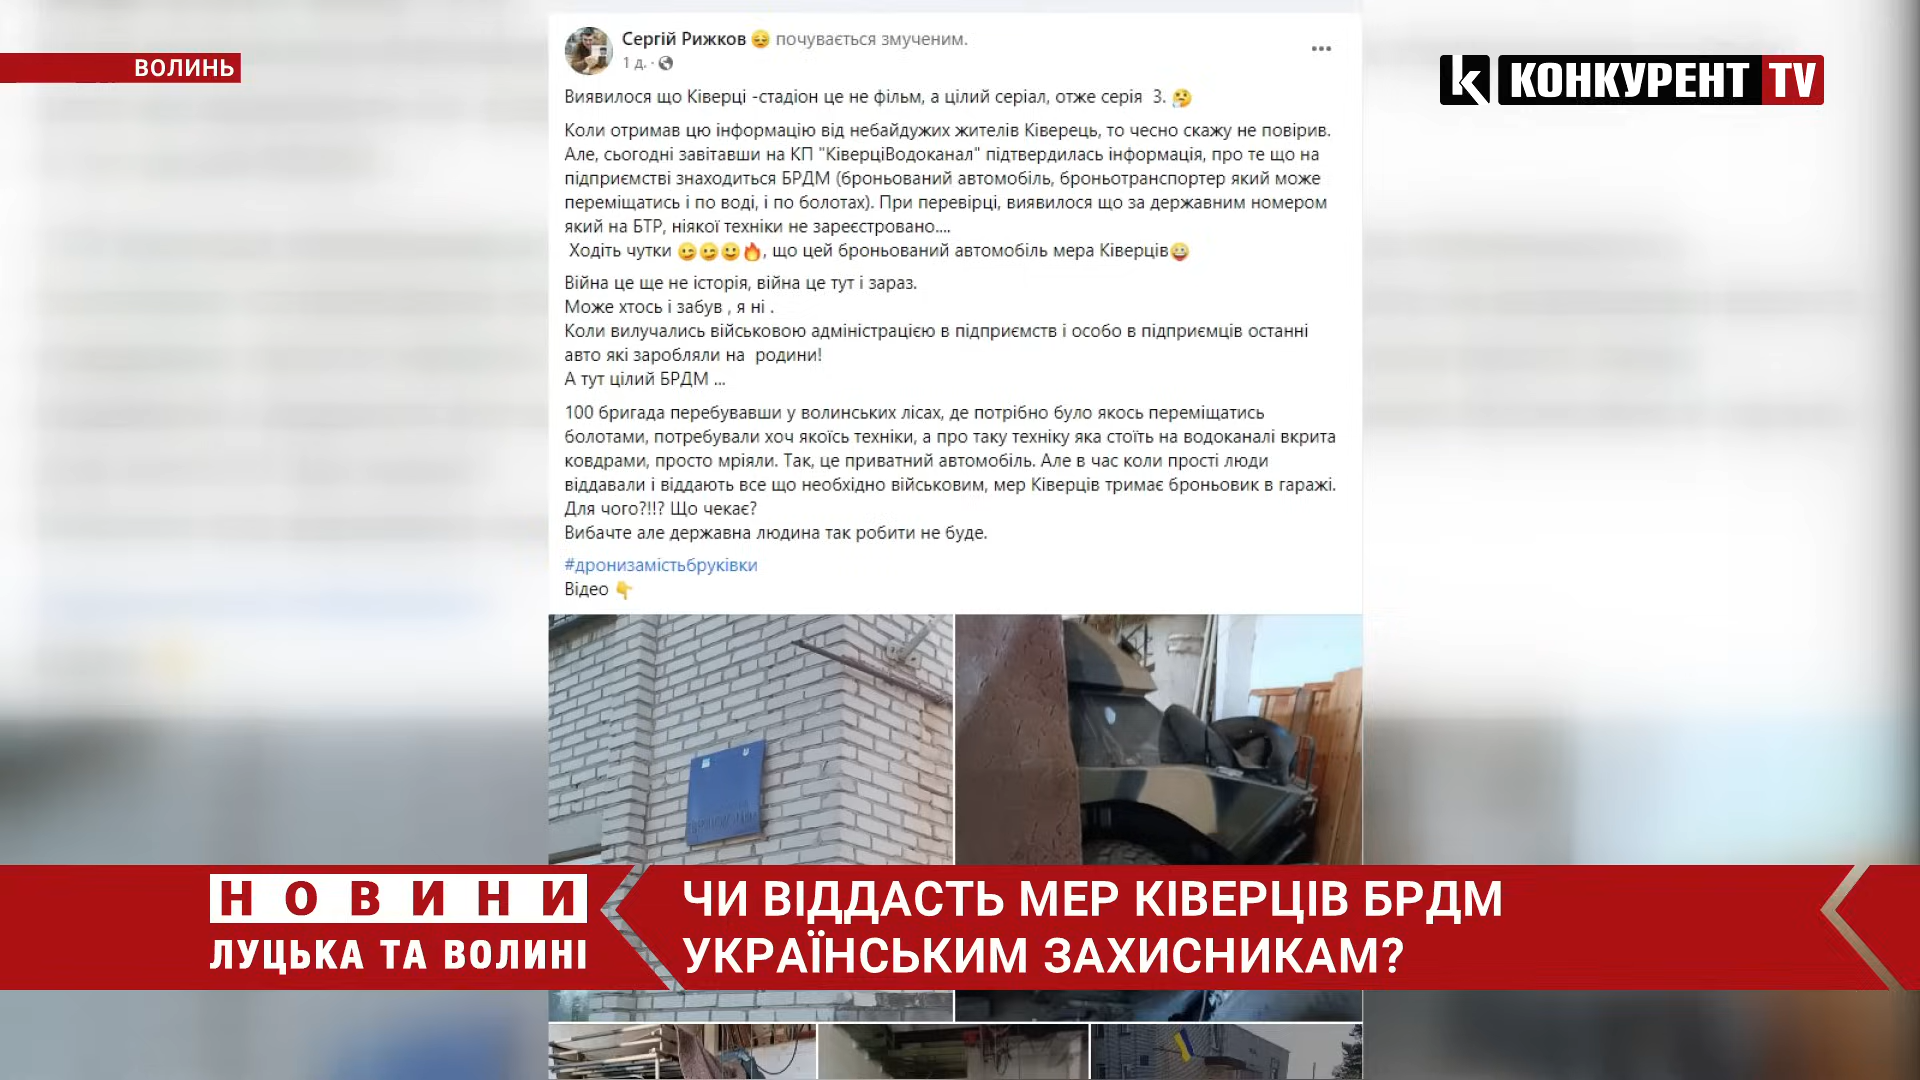 ВОЛИНЬ
КОНКУРЕНТ TV
Сергій Рижков 😔 почувається змученим.
1 д. ·
Виявилося що Ківерці -стадіон це не фільм, а цілий серіал, отже серія 3. 🤔
Коли отримав цю інформацію від небайдужих жителів Ківерець, то чесно скажу не повірив.
Але, сьогодні завітавши на КП "КіверціВодоканал" підтвердилась інформація, про те що на
підприємстві знаходиться БРДМ (броньований автомобіль, броньотранспортер який може
переміщатись і по воді, і по болотах). При перевірці, виявилося що за державним номером
який на БТР, ніякої техніки не зареєстровано....
Ходіть чутки 😏😏🙂🔥, що цей броньований автомобіль мера Ківерців😀
Війна це ще не історія, війна це тут і зараз.
Може хтось і забув , я ні .
Коли вилучались військовою адміністрацією в підприємств і особо в підприємців останні
авто які заробляли на родини!
А тут цілий БРДМ ...
100 бригада перебувавши у волинських лісах, де потрібно було якось переміщатись
болотами, потребували хоч якоїсь техніки, а про таку техніку яка стоїть на водоканалі вкрита
ковдрами, просто мріяли. Так, це приватний автомобіль. Але в час коли прості люди
віддавали і віддають все що необхідно військовим, мер Ківерців тримає броньовик в гаражі.
Для чого?!!? Що чекає?
Вибачте але державна людина так робити не буде.
#дронизамістьбруківки
Відео 👇
НОВИНИ
ЛУЦЬКА ТА ВОЛИНІ
ЧИ ВІДДАСТЬ МЕР КІВЕРЦІВ БРДМ
УКРАЇНСЬКИМ ЗАХИСНИКАМ?